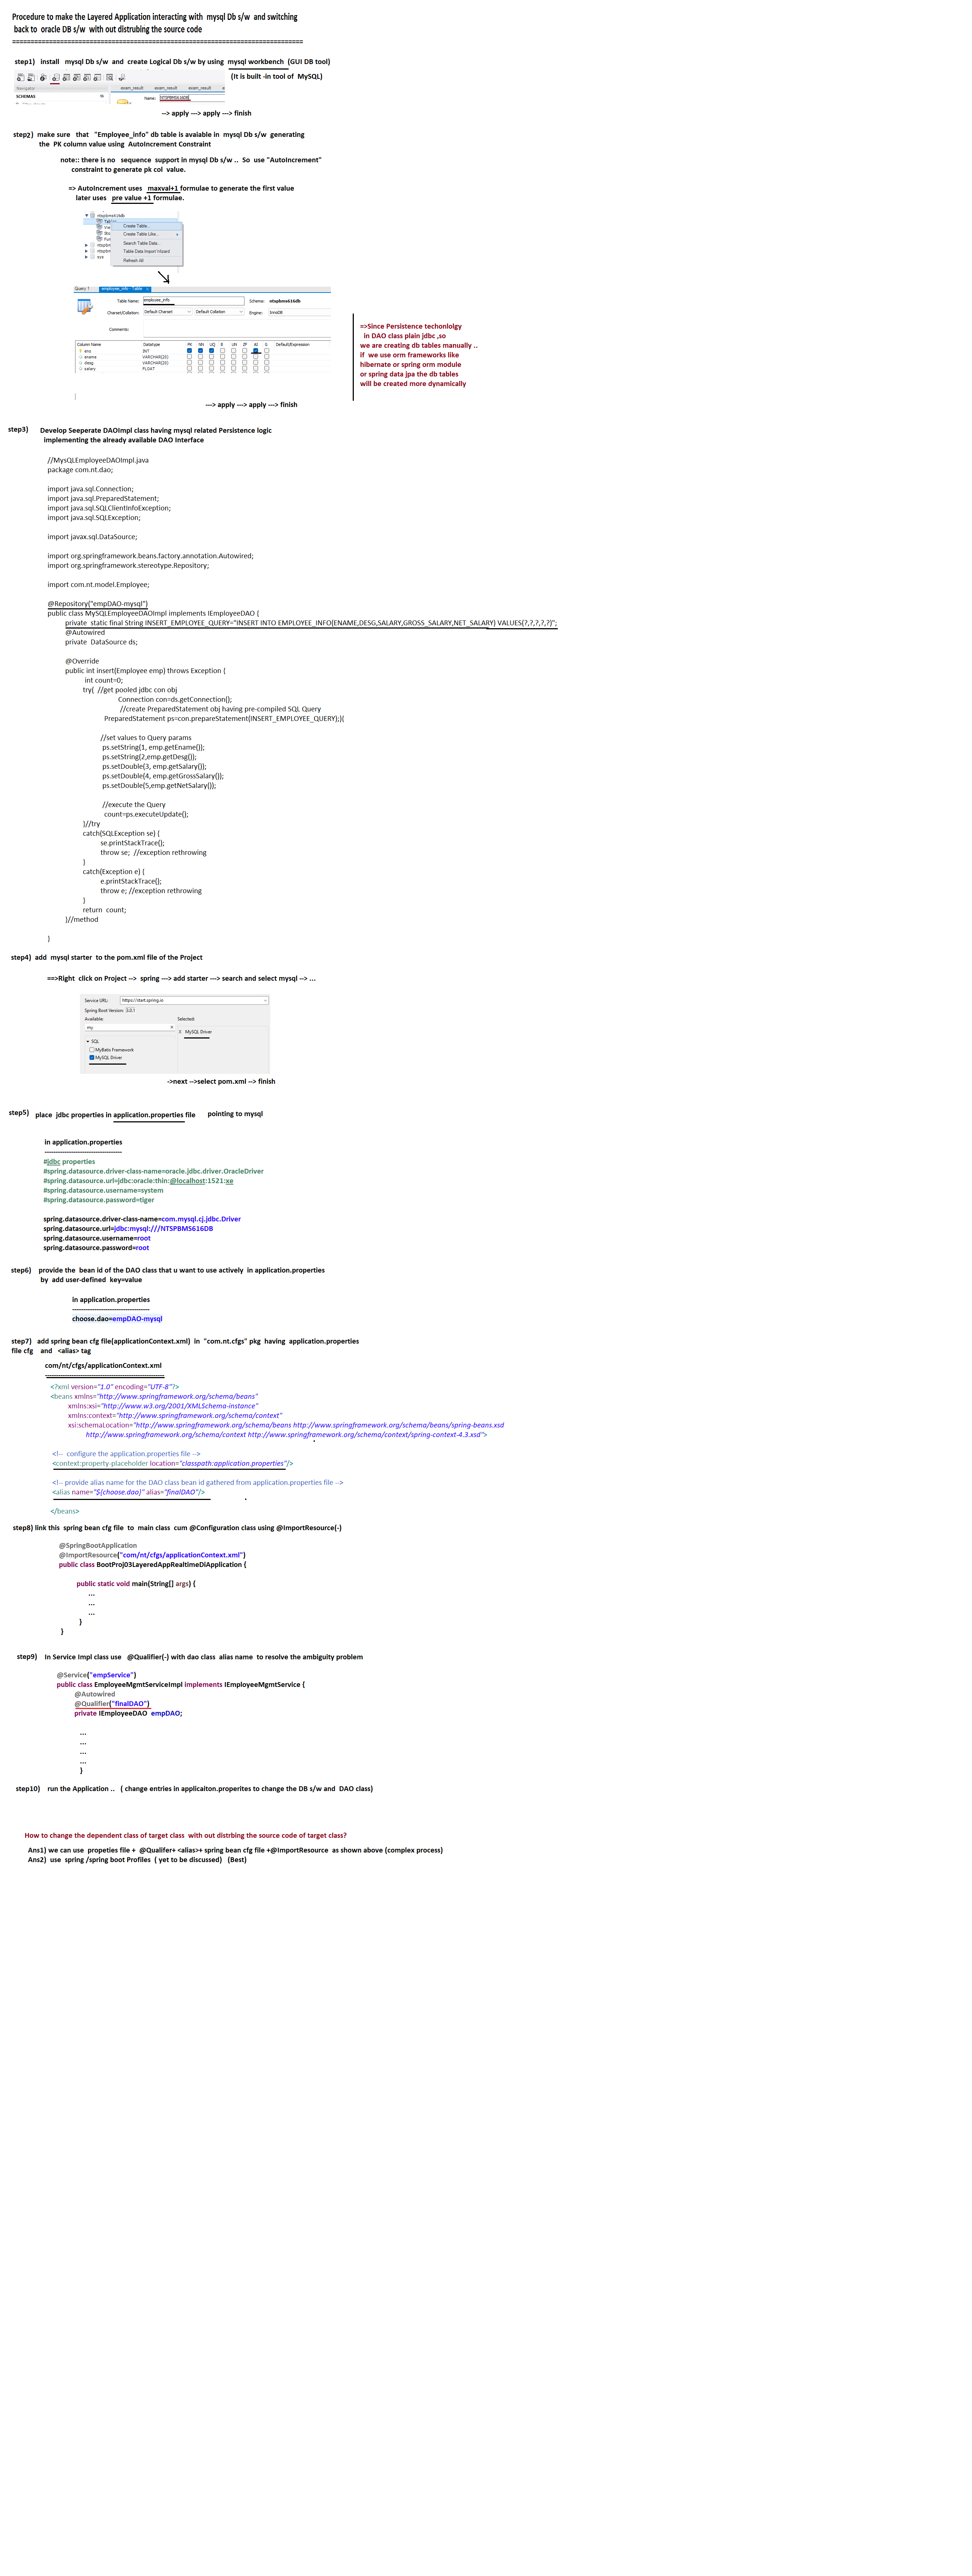 Procedure to make the Layered Application interacting with  mysql Db s/w  and switching
back to  oracle DB s/w  with out distrubing the source code
step1)   install   mysql Db s/w  and  create Logical Db s/w by using  mysql workbench  (GUI DB tool)
(It is built -in tool of  MySQL)
Navigator
SCHEMAS
exam_result    exam_result    exam_result
Name:
--> apply ---> apply ---> finish
step2)  make sure   that   "Employee_info" db table is avaiable in  mysql Db s/w  generating
the  PK column value using  AutoIncrement Constraint
note:: there is no   sequence  support in mysql Db s/w ..  So  use "AutoIncrement"
constraint to generate pk col  value.
=> AutoIncrement uses   maxval+1 formulae to generate the first value
later uses   pre value +1 formulae.
ntspbms616db
Create Table...
Create Table Like...
Search Table Data...
Table Data Import Wizard
Refresh All
sys
Query 1    employee_info - Table
Table Name:  employee_info    Schema:  ntspbms616db
Charset/Collation:  Default Charset  Default Collation  Engine:  InnoDB
Comments:
Column Name  Datatype  PK  NN  UQ  B  UN  ZF  AI  G  Default/Expression
eno  INT
ename  VARCHAR(20)
desg  VARCHAR(20)
salary  FLOAT
=>Since Persistence techonlolgy
in DAO class plain jdbc ,so
we are creating db tables manually ..
if  we use orm frameworks like
hibernate or spring orm module
or spring data jpa the db tables
will be created more dynamically
---> apply ---> apply ---> finish
step3)    Develop Seeperate DAOImpl class having mysql related Persistence logic
implementing the already available DAO Interface
//MysQLEmployeeDAOImpl.java
package com.nt.dao;
import java.sql.Connection;
import java.sql.PreparedStatement;
import java.sql.SQLClientInfoException;
import java.sql.SQLException;
import javax.sql.DataSource;
import org.springframework.beans.factory.annotation.Autowired;
import org.springframework.stereotype.Repository;
import com.nt.model.Employee;
@Repository("empDAO-mysql")
public class MySQLEmployeeDAOImpl implements IEmployeeDAO {
private  static final String INSERT_EMPLOYEE_QUERY="INSERT INTO EMPLOYEE_INFO(ENAME,DESG,SALARY,GROSS_SALARY,NET_SALARY) VALUES(?,?,?,?,?)";
@Autowired
private  DataSource ds;
@Override
public int insert(Employee emp) throws Exception {
int count=0;
try(  //get pooled jdbc con obj
Connection con=ds.getConnection();
//create PreparedStatement obj having pre-compiled SQL Query
PreparedStatement ps=con.prepareStatement(INSERT_EMPLOYEE_QUERY);){
//set values to Query params
ps.setString(1, emp.getEname());
ps.setString(2,emp.getDesg());
ps.setDouble(3, emp.getSalary());
ps.setDouble(4, emp.getGrossSalary());
ps.setDouble(5,emp.getNetSalary());
//execute the Query
count=ps.executeUpdate();
}//try
catch(SQLException se) {
se.printStackTrace();
throw se;  //exception rethrowing
}
catch(Exception e) {
e.printStackTrace();
throw e; //exception rethrowing
}
return  count;
}//method
}
step4)  add  mysql starter  to the pom.xml file of the Project
==>Right  click on Project -->  spring ---> add starter ---> search and select mysql --> ...
Service URL:  https://start.spring.io
Spring Boot Version:  3.0.1
Available:  Selected:
my
X  MySQL Driver
SQL
MyBatis Framework
MySQL Driver
->next -->select pom.xml --> finish
step5)   place  jdbc properties in application.properties file      pointing to mysql
in application.properties
-----------------------------------
#jdbc properties
#spring.datasource.driver-class-name=oracle.jdbc.driver.OracleDriver
#spring.datasource.url=jdbc:oracle:thin:@localhost:1521:xe
#spring.datasource.username=system
#spring.datasource.password=tiger
spring.datasource.driver-class-name=com.mysql.cj.jdbc.Driver
spring.datasource.url=jdbc:mysql:///NTSPBMS616DB
spring.datasource.username=root
spring.datasource.password=root
step6)    provide the  bean id of the DAO class that u want to use actively  in application.properties
by  add user-defined  key=value
in application.properties
-----------------------------------
choose.dao=empDAO-mysql
step7)   add spring bean cfg file(applicationContext.xml)  in  "com.nt.cfgs" pkg  having  application.properties
file cfg    and   <alias> tag
com/nt/cfgs/applicationContext.xml
<?xml version="1.0" encoding="UTF-8"?>
<beans xmlns="http://www.springframework.org/schema/beans"
xmlns:xsi="http://www.w3.org/2001/XMLSchema-instance"
xmlns:context="http://www.springframework.org/schema/context"
xsi:schemaLocation="http://www.springframework.org/schema/beans http://www.springframework.org/schema/beans/spring-beans.xsd
http://www.springframework.org/schema/context http://www.springframework.org/schema/context/spring-context-4.3.xsd">
<!--  configure the application.properties file -->
<context:property-placeholder location="classpath:application.properties"/>
<!-- provide alias name for the DAO class bean id gathered from application.properties file -->
<alias name="${choose.dao}" alias="finalDAO"/>
</beans>
step8) link this  spring bean cfg file  to  main class  cum @Configuration class using @ImportResource(-)
@SpringBootApplication
@ImportResource("com/nt/cfgs/applicationContext.xml")
public class BootProj03LayeredAppRealtimeDiApplication {
public static void main(String[] args) {
...
...
...
}
}
step9)    In Service Impl class use   @Qualifier(-) with dao class  alias name  to resolve the ambiguity problem
@Service("empService")
public class EmployeeMgmtServiceImpl implements IEmployeeMgmtService {
@Autowired
@Qualifier("finalDAO")
private IEmployeeDAO  empDAO;
...
...
...
...
}
step10)    run the Application ..   ( change entries in applicaiton.properites to change the DB s/w and  DAO class)
How to change the dependent class of target class  with out distrbing the source code of target class?
Ans1) we can use  propeties file +  @Qualifer+ <alias>+ spring bean cfg file +@ImportResource  as shown above (complex process)
Ans2)  use  spring /spring boot Profiles  ( yet to be discussed)   (Best)